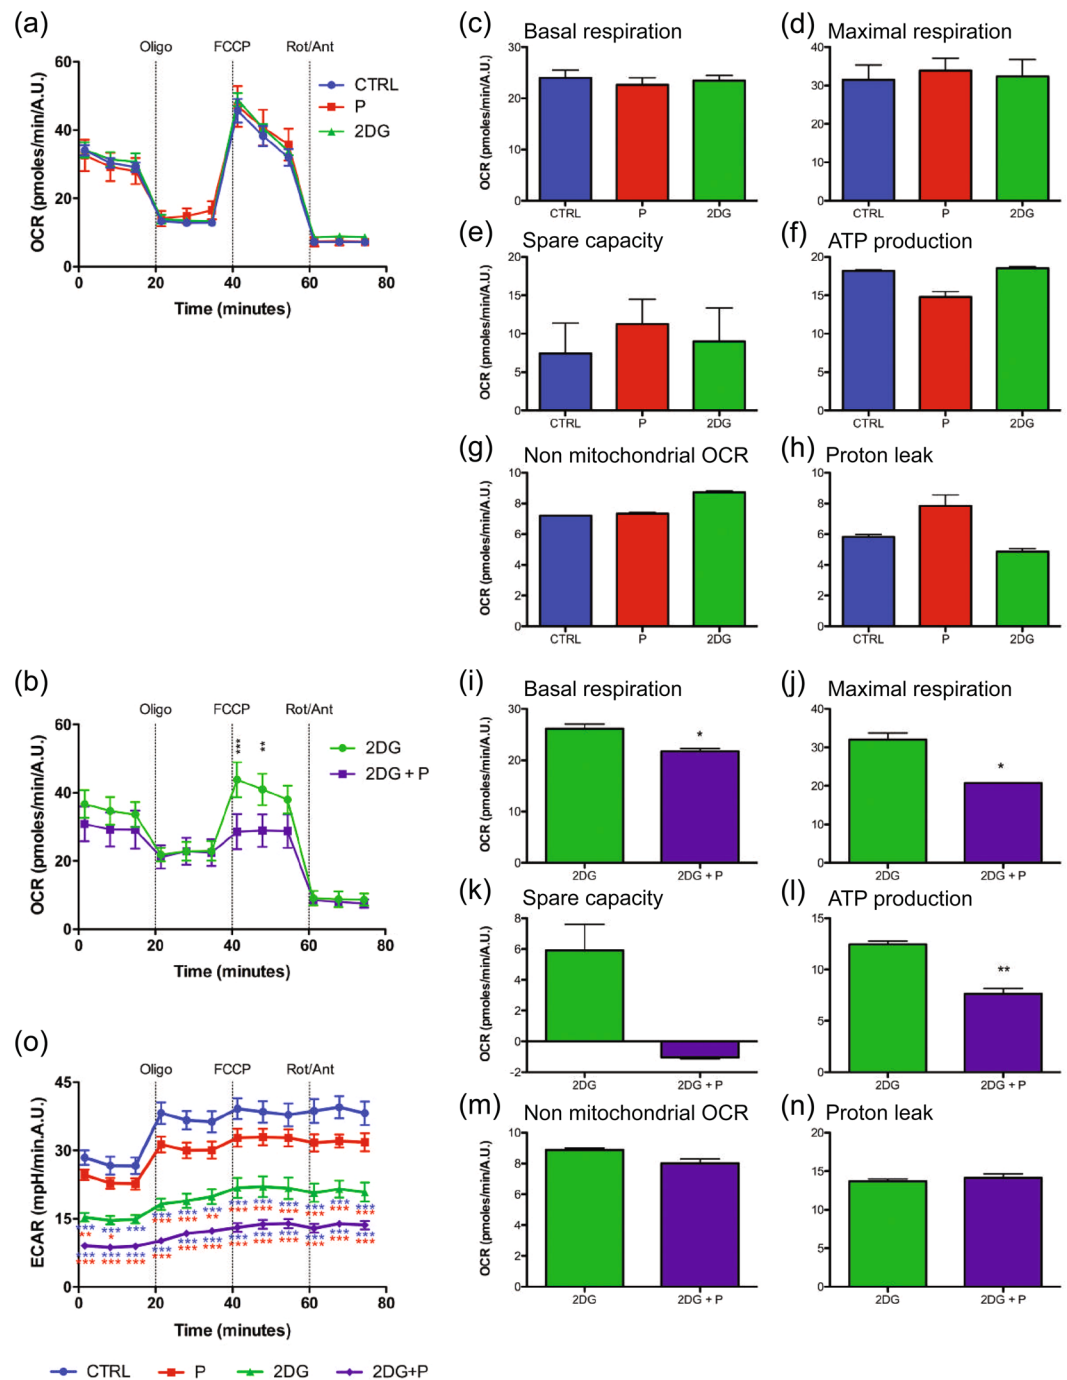 (a)
Oligo FCCP Rot/Ant
60
40
20
0
OCR (pmoles/min/A.U.)
CTRL
P
2DG
0 20 40 60 80
Time (minutes)
(c)
Basal respiration
30
20
10
0
OCR (pmoles/min/A.U.)
CTRL P 2DG
(d)
Maximal respiration
40
30
20
10
0
CTRL P 2DG
(e)
Spare capacity
20
15
10
5
0
OCR (pmoles/min/A.U.)
CTRL P 2DG
(f)
ATP production
20
15
10
5
0
CTRL P 2DG
(g)
Non mitochondrial OCR
10
8
6
4
2
0
OCR (pmoles/min/A.U.)
CTRL P 2DG
(h)
Proton leak
10
8
6
4
2
0
CTRL P 2DG
(b)
Oligo FCCP Rot/Ant
60
40
20
0
OCR (pmoles/min/A.U.)
*** **
2DG
2DG + P
0 20 40 60 80
Time (minutes)
(i)
Basal respiration
30
20
10
0
OCR (pmoles/min/A.U.)
*
2DG 2DG + P
(j)
Maximal respiration
40
30
20
10
0
*
2DG 2DG + P
(k)
Spare capacity
8
6
4
2
0
-2
OCR (pmoles/min/A.U.)
2DG 2DG + P
(l)
ATP production
15
10
5
0
**
2DG 2DG + P
(o)
Oligo FCCP Rot/Ant
45
30
15
0
ECAR (mpH/min.A.U.)
*** *** *** *** *** ** *** *** *** *** *** ***
** * *** *** ** *** *** *** *** *** ***
*** *** *** *** *** *** *** *** *** *** *** ***
*** *** *** *** *** *** *** *** *** *** *** ***
0 20 40 60 80
Time (minutes)
CTRL P 2DG 2DG+P
(m)
Non mitochondrial OCR
10
8
6
4
2
0
OCR (pmoles/min/A.U.)
2DG 2DG + P
(n)
Proton leak
20
15
10
5
0
2DG 2DG + P